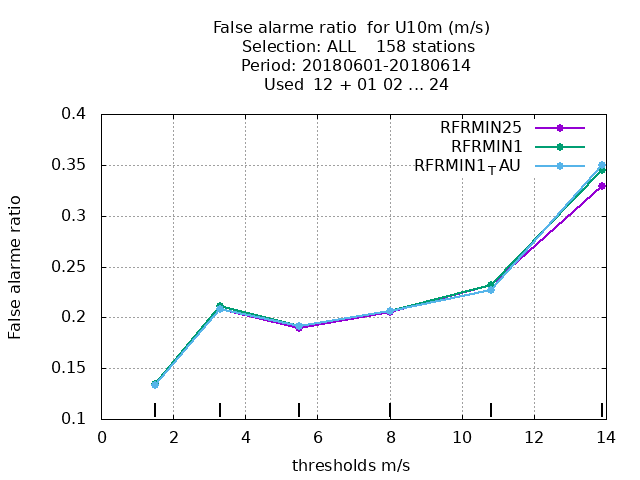 False alarme ratio  for U10m (m/s)
Selection: ALL    158 stations
Period: 20180601-20180614
Used  12 + 01 02 ... 24
0.4
0.35
0.3
0.25
0.2
0.15
0.1
False alarme ratio
RFRMIN25
RFRMIN1
RFRMIN1TAU
0 2 4 6 8 10 12 14
thresholds m/s